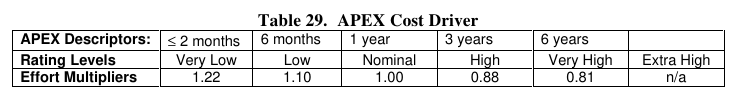 Table 29. APEX Cost Driver
APEX Descriptors: ≤ 2 months 6 months 1 year 3 years 6 years
Rating Levels Very Low Low Nominal High Very High Extra High
Effort Multipliers 1.22 1.10 1.00 0.88 0.81 n/a